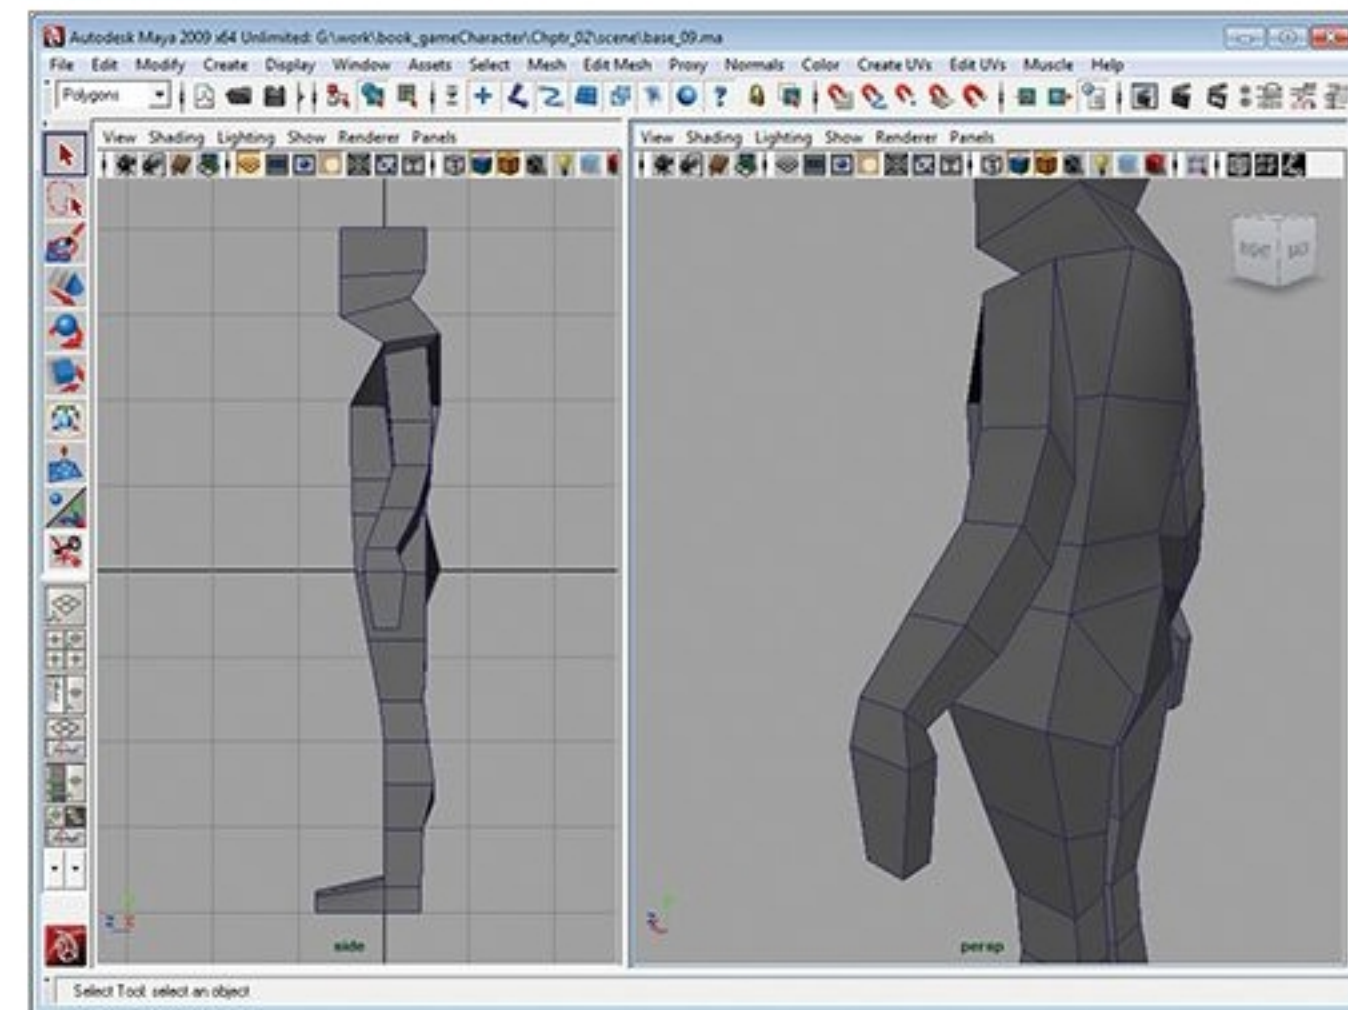 Autodesk Maya 2009 x64 Unlimited: G:\work\book_gameCharacter\Chptr_02\scene\base_09.ma
File Edit Modify Create Display Window Assets Select Mesh Edit Mesh Proxy Normals Color Create UVs Edit UVs Muscle Help
Polygons
View Shading Lighting Show Renderer Panels
View Shading Lighting Show Renderer Panels
RIGHT BACK
side
persp
Select Tool: select an object